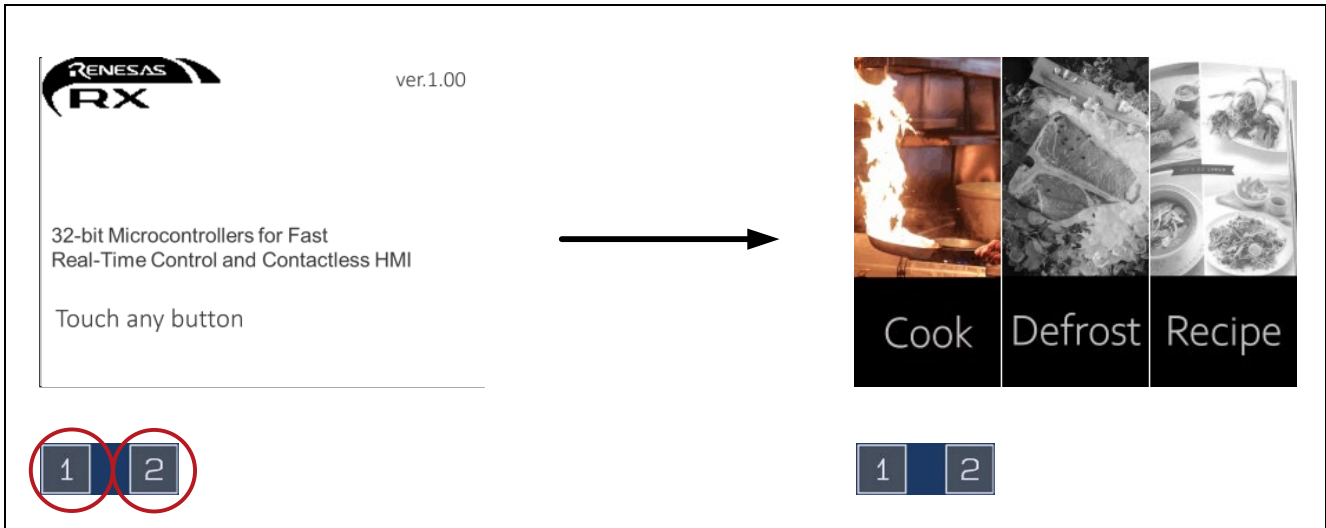 RENESAS
RX
ver.1.00
32-bit Microcontrollers for Fast
Real-Time Control and Contactless HMI
Touch any button
1 2
Cook Defrost Recipe
1 2